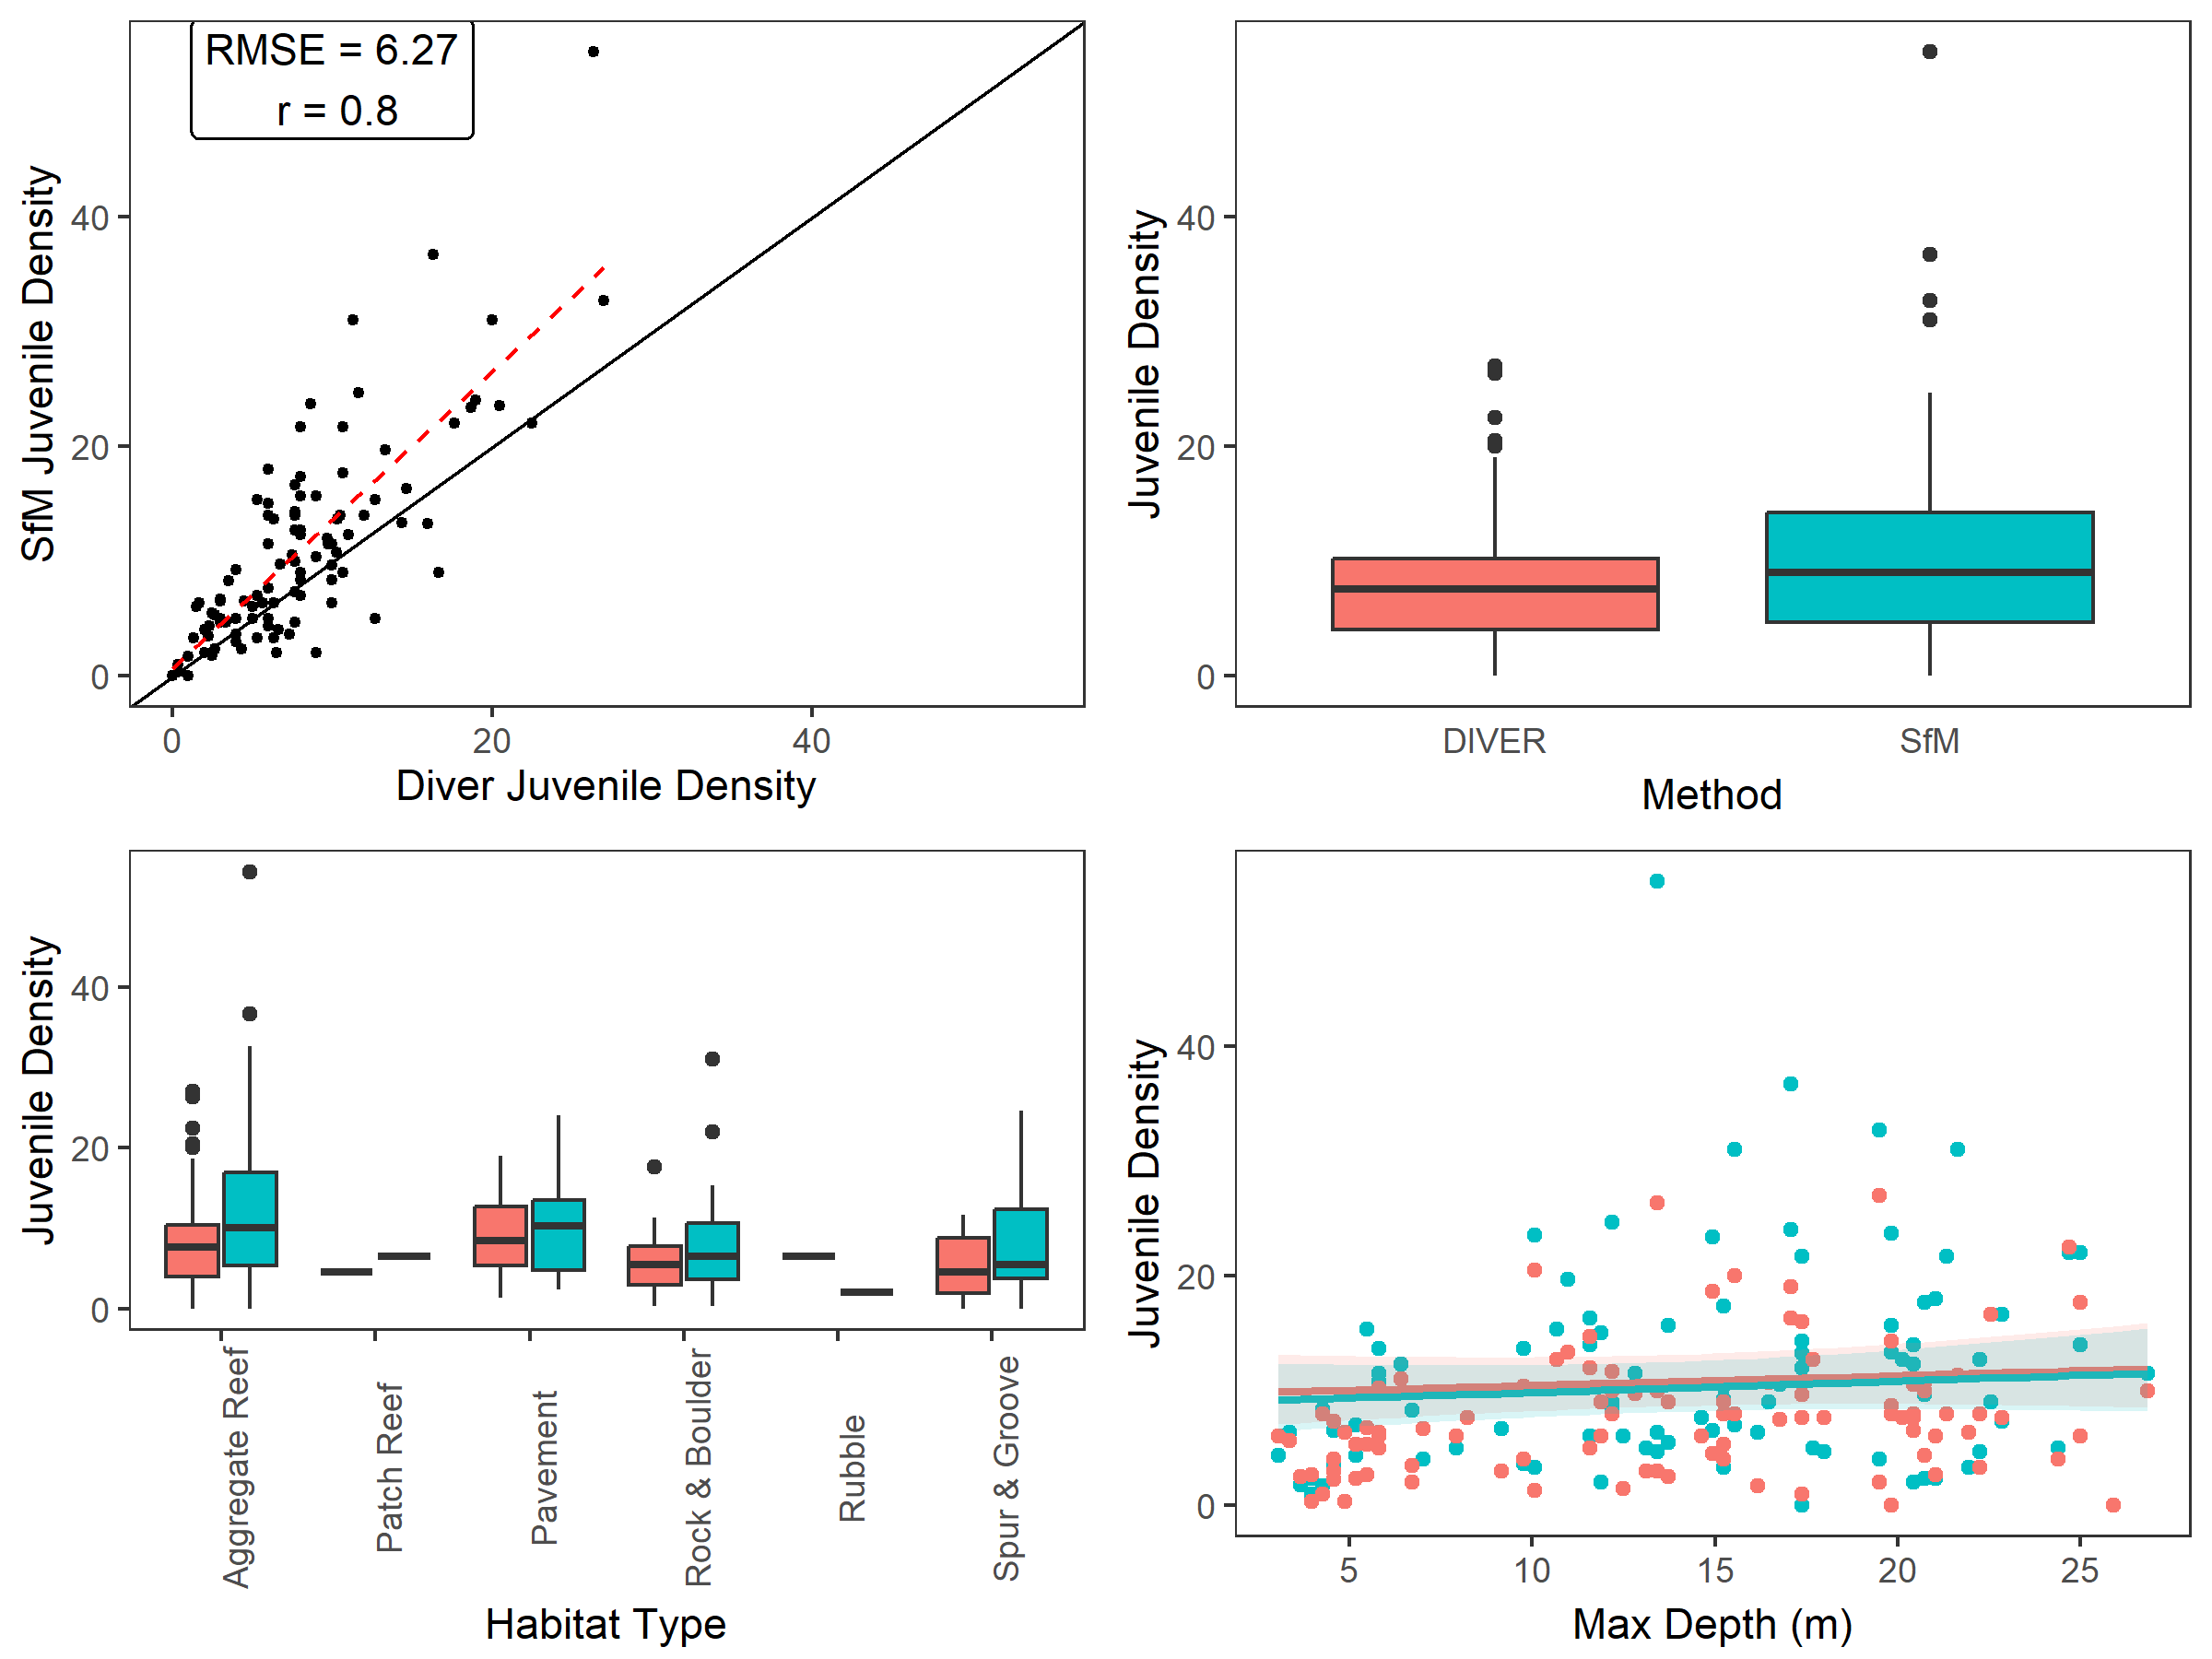 RMSE = 6.27
r = 0.8
SfM Juvenile Density
40
20
0
0 20 40
Diver Juvenile Density
Juvenile Density
40
20
0
DIVER SfM
Method
Juvenile Density
40
20
0
Aggregate Reef
Patch Reef
Pavement
Rock & Boulder
Rubble
Spur & Groove
Habitat Type
Juvenile Density
40
20
0
5 10 15 20 25
Max Depth (m)